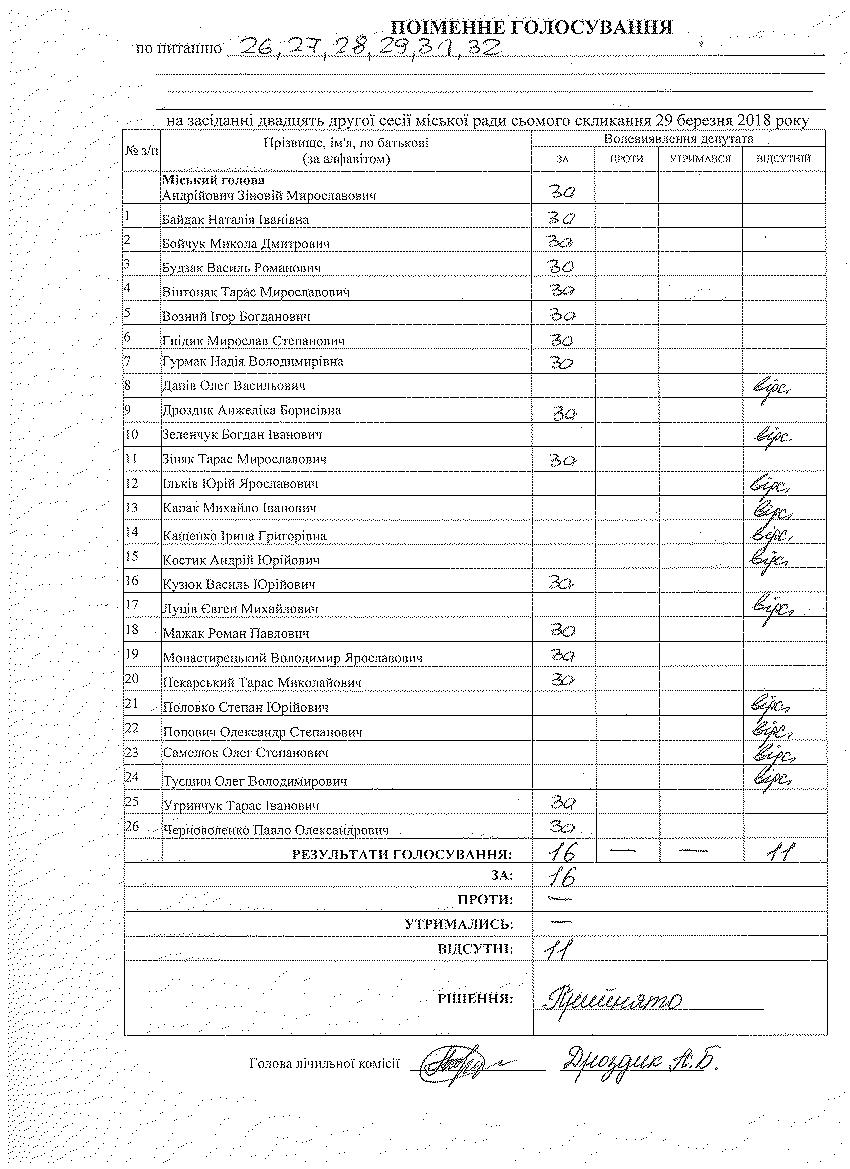 ПОІМЕННЕ ГОЛОСУВАННЯ
по питанню 26, 27, 28, 29, 31, 32
на засіданні двадцять другої сесії міської ради сьомого скликання 29 березня 2018 року
№ з/п Прізвище, ім'я, по батькові (за алфавітом) Волевиявлення депутата
ЗА ПРОТИ УТРИМАВСЯ ВІДСУТНІЙ
Міський голова
Андрійович Зіновій Мирославович За
1 Байдак Наталія Іванівна За
2 Бойчук Микола Дмитрович За
3 Будзак Василь Романович За
4 Вінтоняк Тарас Мирославович За
5 Возний Ігор Богданович За
6 Гнідик Мирослав Степанович За
7 Гурмак Надія Володимирівна За
8 Данів Олег Васильович відс.
9 Дроздик Анжеліка Борисівна За
10 Зеленчук Богдан Іванович відс.
11 Зіняк Тарас Мирославович За
12 Ільків Юрій Ярославович відс.
13 Карак Михайло Іванович відс.
14 Кащенко Ірина Григорівна відс.
15 Костик Андрій Юрійович відс.
16 Кузюк Василь Юрійович За
17 Луців Євген Михайлович відс.
18 Мажак Роман Павлович За
19 Монастирецький Володимир Ярославович За
20 Пекарський Тарас Миколайович За
21 Половко Степан Юрійович відс.
22 Попович Олександр Степанович відс.
23 Самелюк Олег Степанович відс.
24 Тусшин Олег Володимирович відс.
25 Угринчук Тарас Іванович За
26 Черноволенко Павло Олександрович За
РЕЗУЛЬТАТИ ГОЛОСУВАННЯ: 16 — — 11
ЗА: 16
ПРОТИ: —
УТРИМАЛИСЬ: —
ВІДСУТНІ: 11
РІШЕННЯ: Прийнято
Голова лічильної комісії Дроздик А.Б.